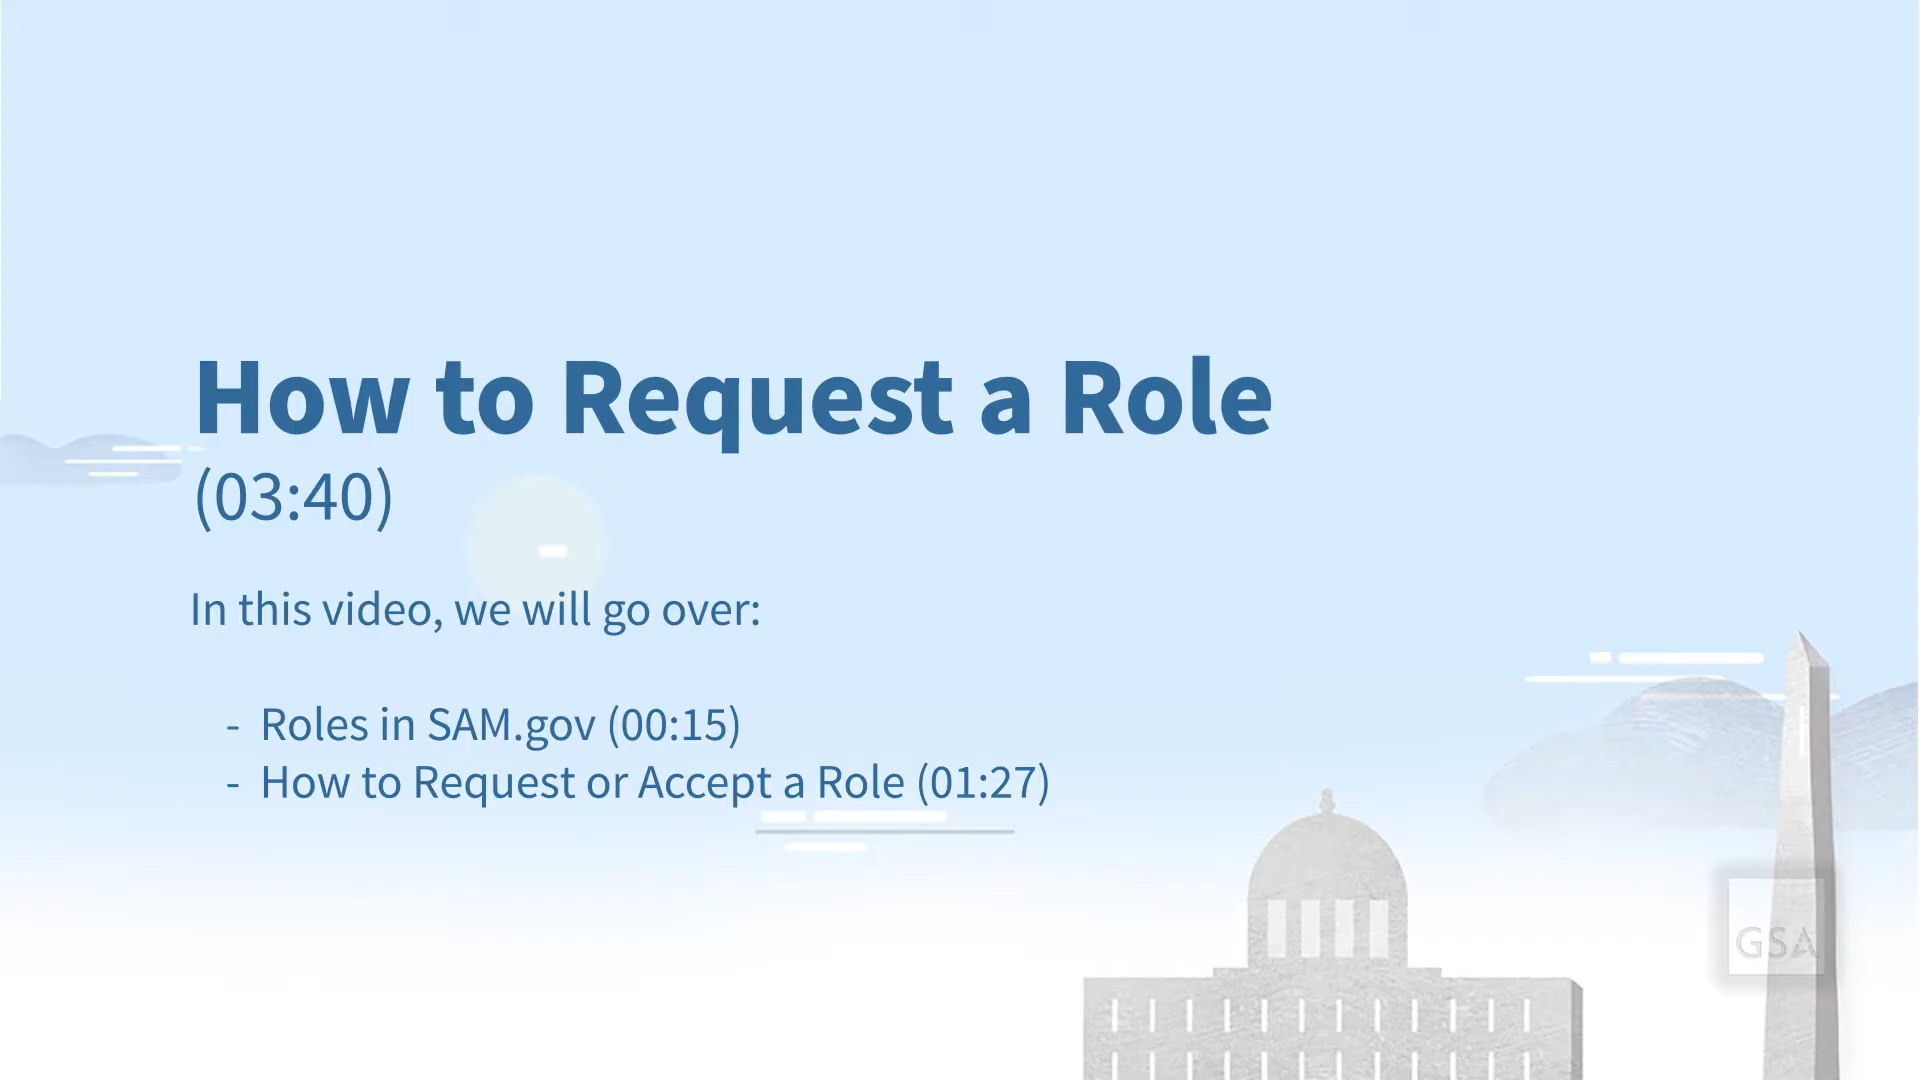 How to Request a Role
(03:40)
In this video, we will go over:
- Roles in SAM.gov (00:15)
- How to Request or Accept a Role (01:27)
GSA